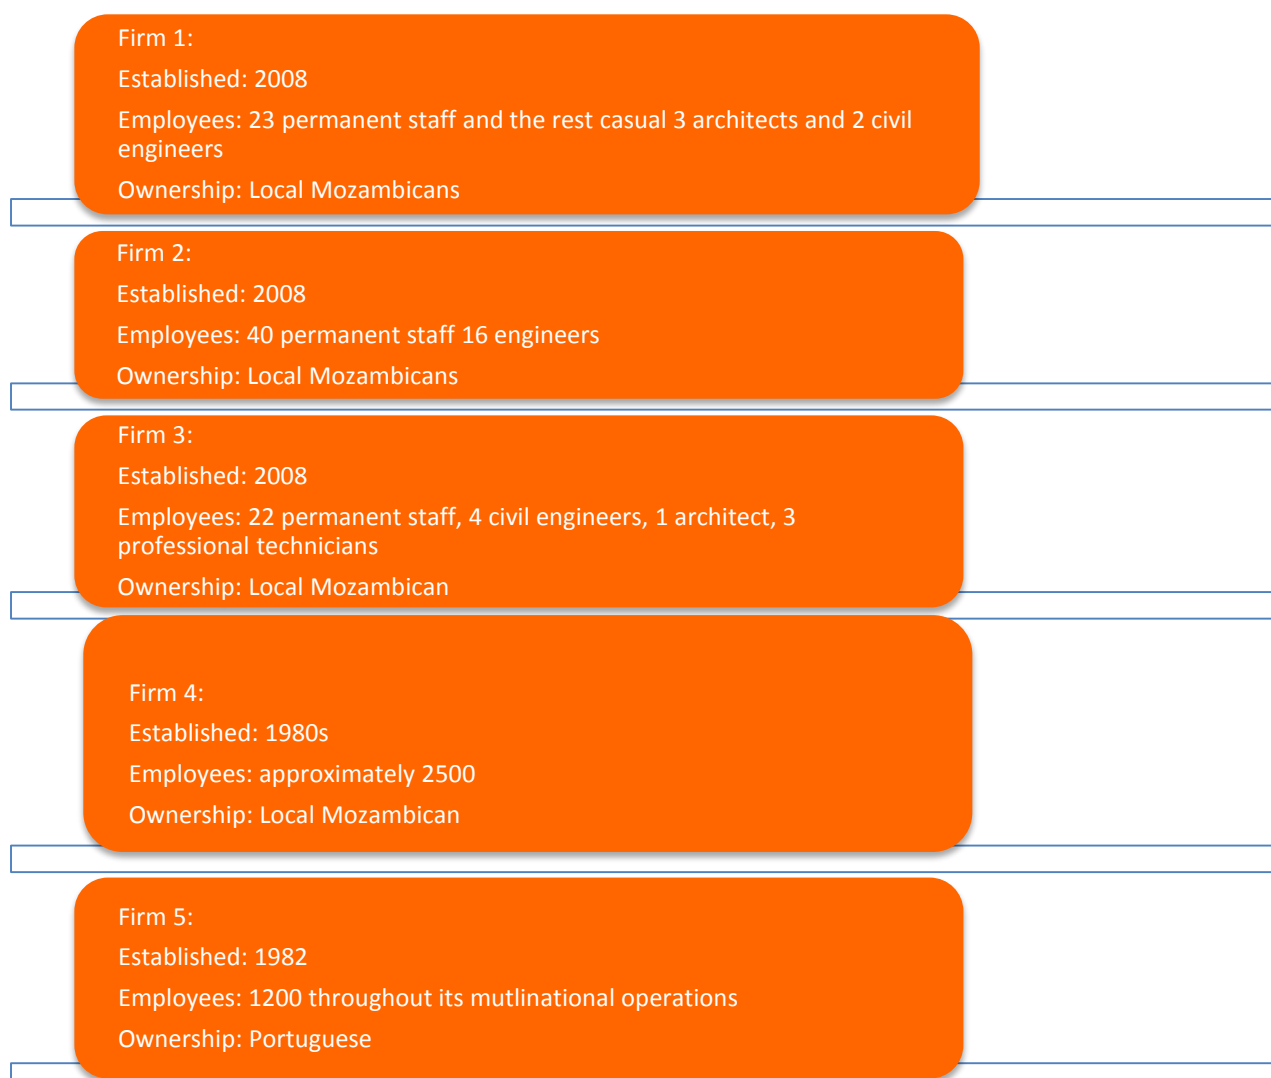 Firm 1:
Established: 2008
Employees: 23 permanent staff and the rest casual 3 architects and 2 civil
engineers
Ownership: Local Mozambicans
Firm 2:
Established: 2008
Employees: 40 permanent staff 16 engineers
Ownership: Local Mozambicans
Firm 3:
Established: 2008
Employees: 22 permanent staff, 4 civil engineers, 1 architect, 3
professional technicians
Ownership: Local Mozambican
Firm 4:
Established: 1980s
Employees: approximately 2500
Ownership: Local Mozambican
Firm 5:
Established: 1982
Employees: 1200 throughout its mutlinational operations
Ownership: Portuguese